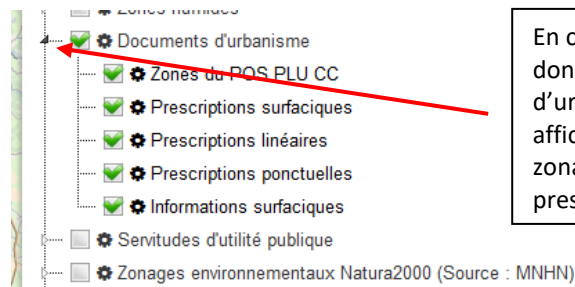 Zones humides
Documents d'urbanisme
Zones du POS PLU CC
Prescriptions surfaciques
Prescriptions linéaires
Prescriptions ponctuelles
Informations surfaciques
Servitudes d'utilité publique
Zonages environnementaux Natura2000 (Source : MNHN)
En c
don
d'ur
affic
zona
pres